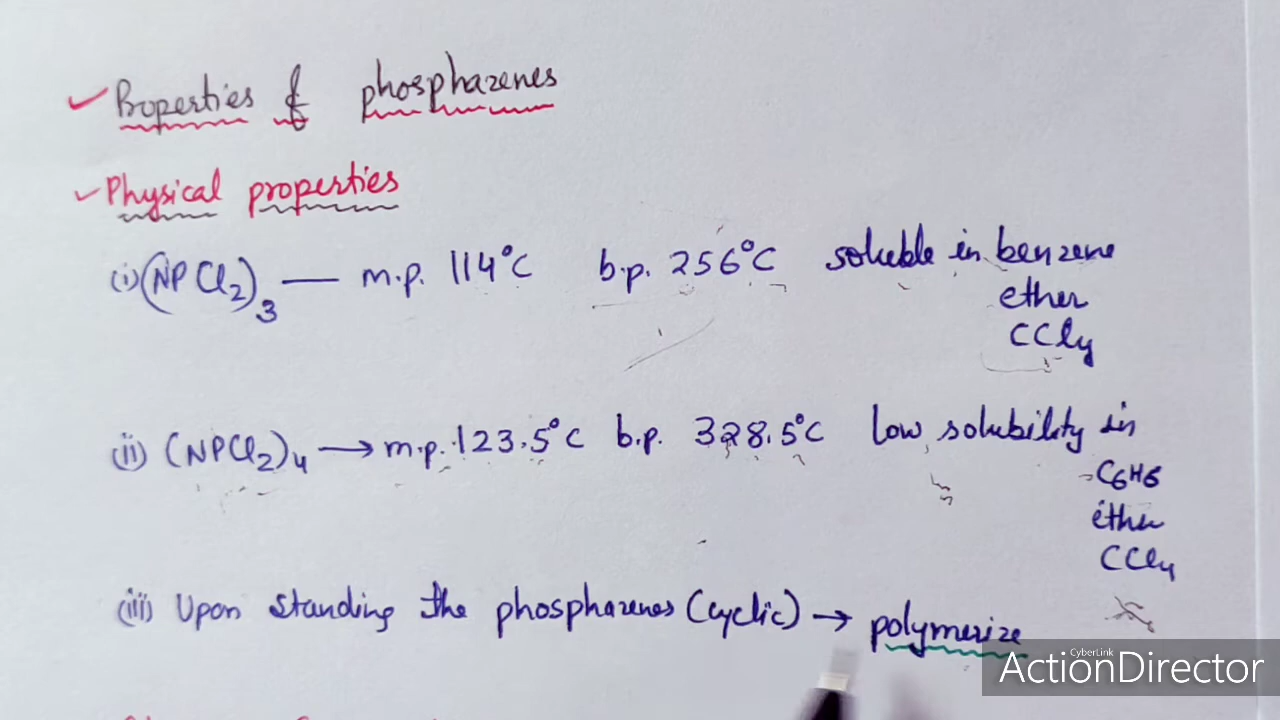 Properties of phosphazenes
Physical properties
(i) (NPCl2)3 — m.p. 114°C b.p. 256°C soluble in benzene
ether
CCl4
(ii) (NPCl2)4 → m.p. 123.5°C b.p. 328.5°C low solubility in
C6H6
ether
CCl4
(iii) Upon standing the phosphazenes (cyclic) → polymerize
CyberLink
ActionDirector